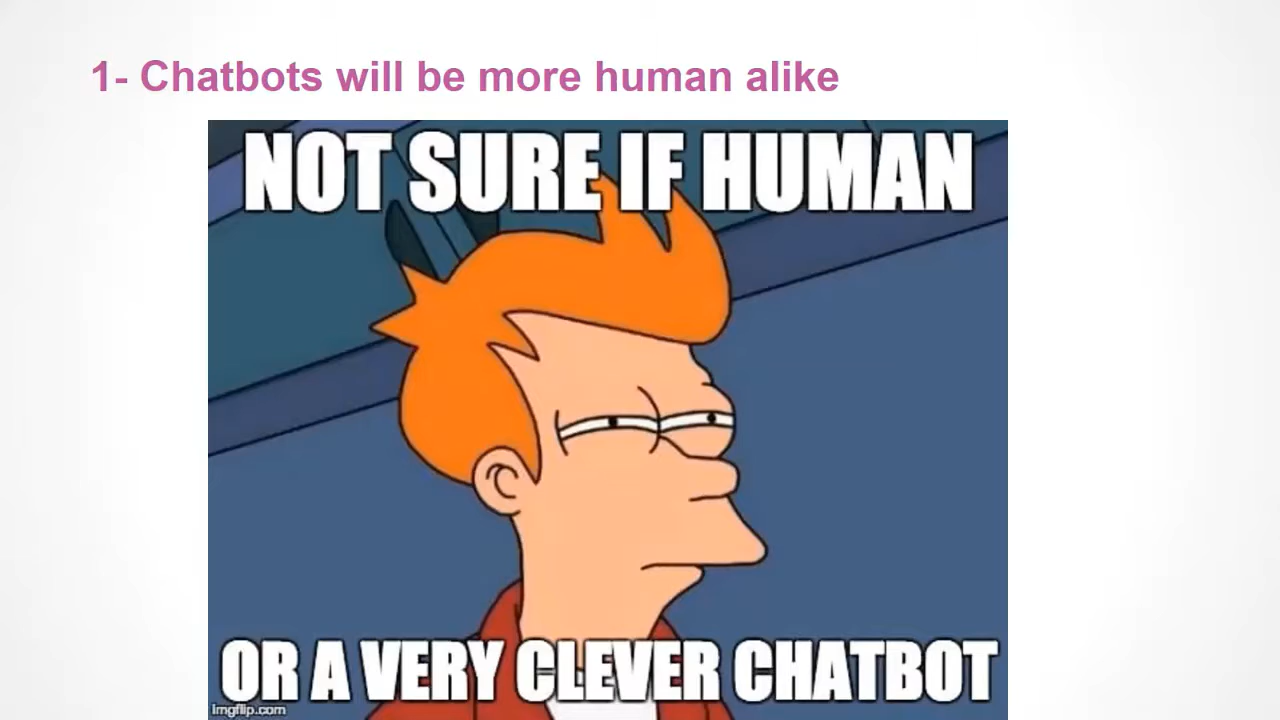 1- Chatbots will be more human alike
NOT SURE IF HUMAN
OR A VERY CLEVER CHATBOT
imgflip.com